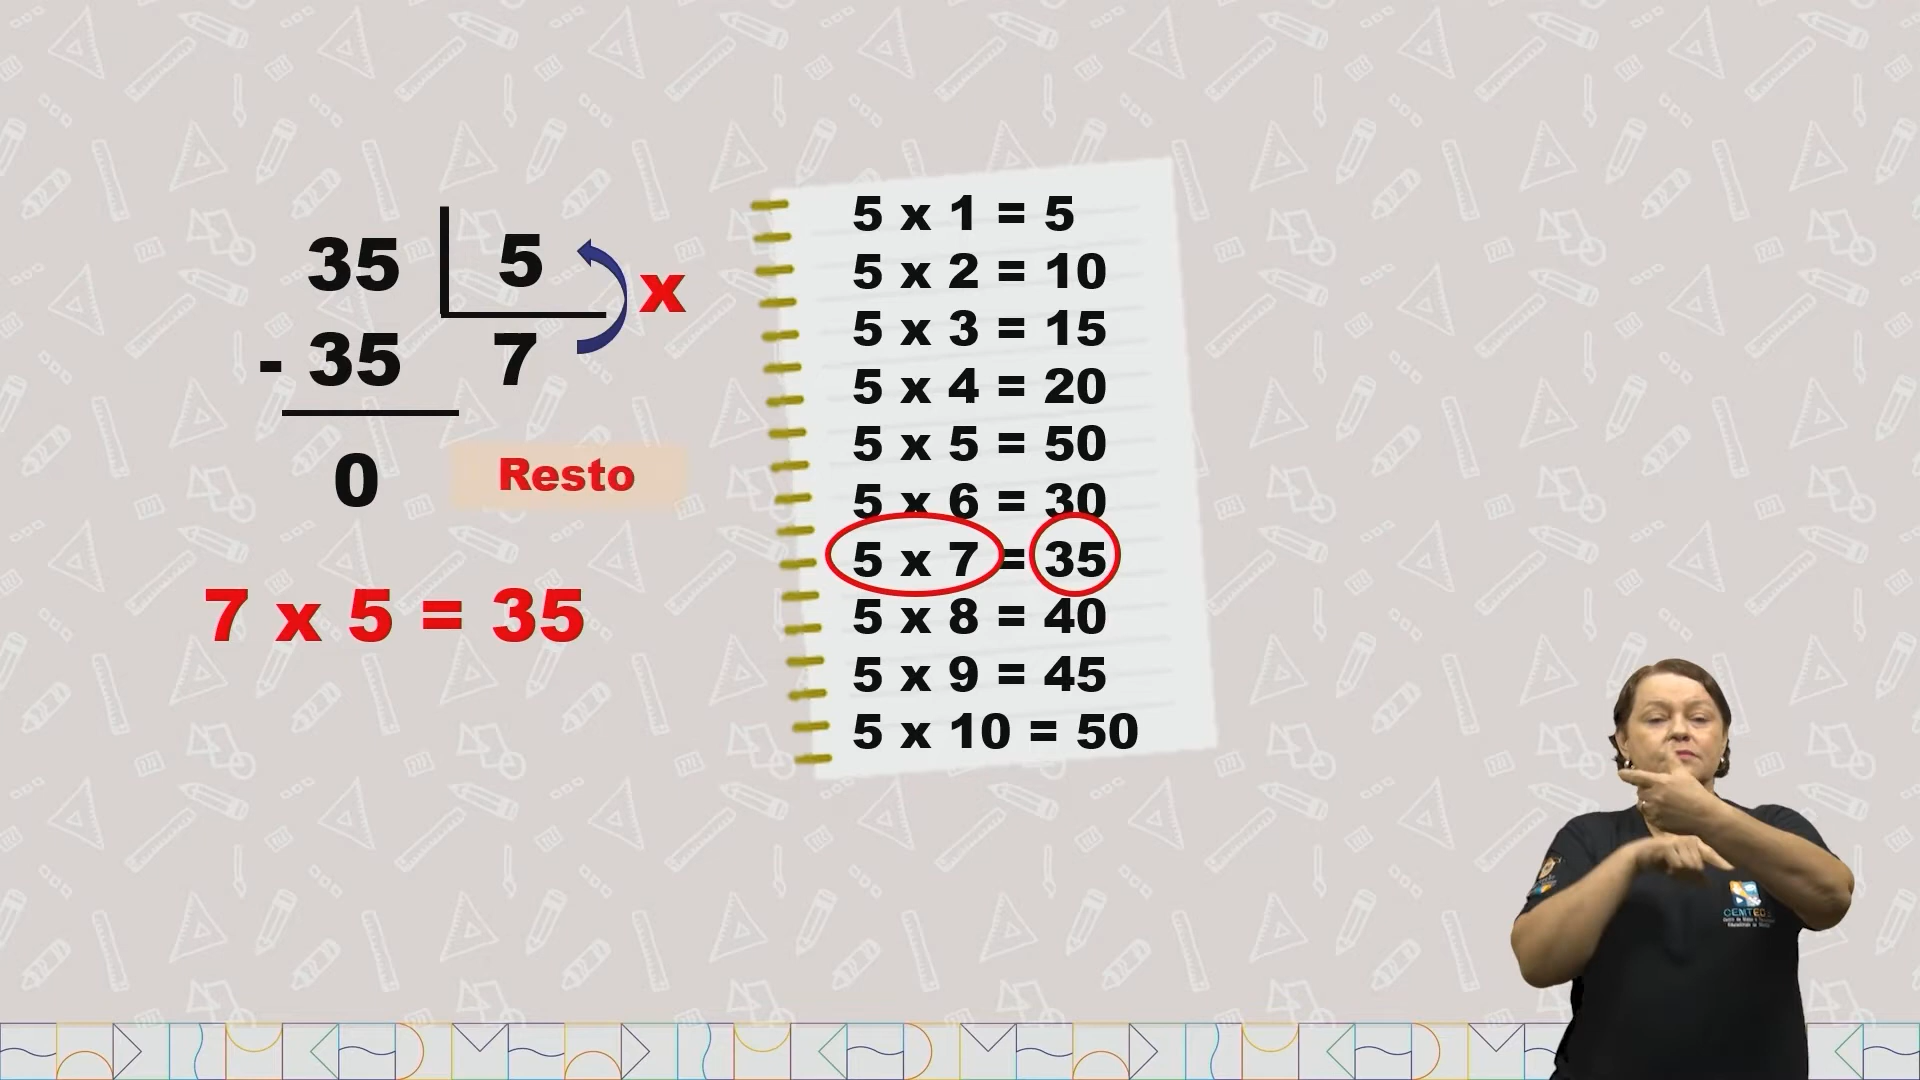 35 5
- 35 7
x
0 Resto
7 x 5 = 35
5 x 1 = 5
5 x 2 = 10
5 x 3 = 15
5 x 4 = 20
5 x 5 = 50
5 x 6 = 30
5 x 7 = 35
5 x 8 = 40
5 x 9 = 45
5 x 10 = 50
CEMTED